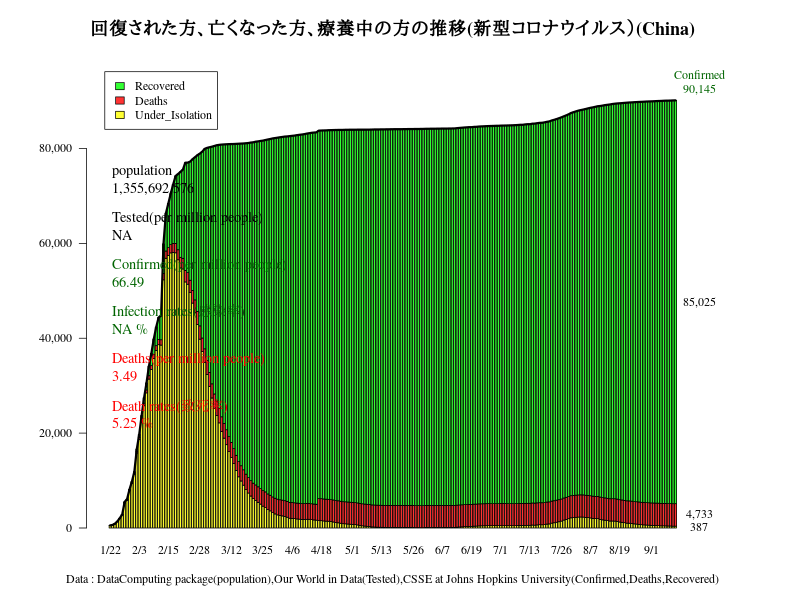 回復された方、亡くなった方、療養中の方の推移(新型コロナウイルス）(China)
Confirmed
90,145
Recovered
Deaths
Under_Isolation
80,000
60,000
40,000
20,000
0
population
1,355,692,576
Tested(per million people)
NA
Confirmed(per million people)
66.49
Infection rates
NA %
Deaths(per million people)
3.49
Death rates
5.25 %
85,025
4,733
387
1/22 2/3 2/15 2/28 3/12 3/25 4/6 4/18 5/1 5/13 5/26 6/7 6/19 7/1 7/13 7/26 8/7 8/19 9/1
Data : DataComputing package(population),Our World in Data(Tested),CSSE at Johns Hopkins University(Confirmed,Deaths,Recovered)